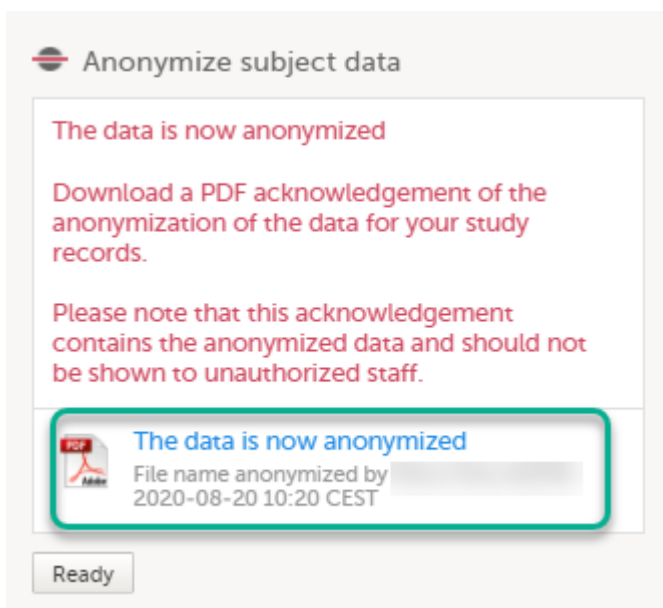 Anonymize subject data
The data is now anonymized
Download a PDF acknowledgement of the
anonymization of the data for your study
records.
Please note that this acknowledgement
contains the anonymized data and should not
be shown to unauthorized staff.
PDF
Adobe
The data is now anonymized
File name anonymized by
2020-08-20 10:20 CEST
Ready